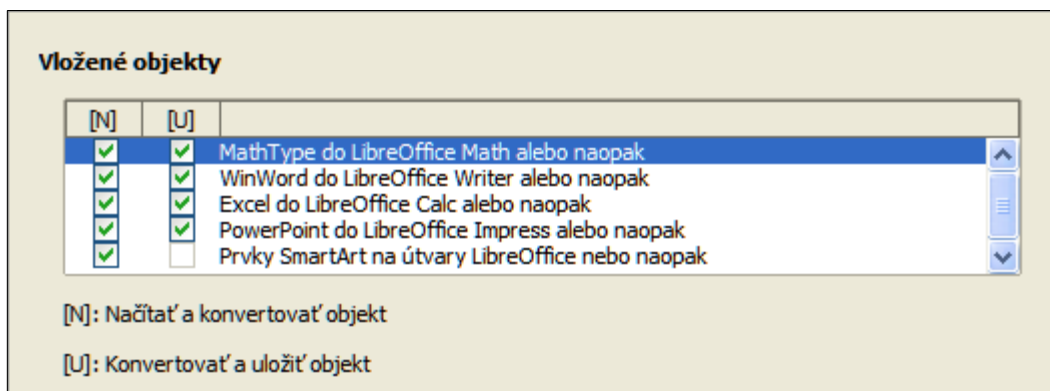 Vložené objekty
[N] [U]
MathType do LibreOffice Math alebo naopak
WinWord do LibreOffice Writer alebo naopak
Excel do LibreOffice Calc alebo naopak
PowerPoint do LibreOffice Impress alebo naopak
Prvky SmartArt na útvary LibreOffice nebo naopak
[N]: Načítať a konvertovať objekt
[U]: Konvertovať a uložiť objekt